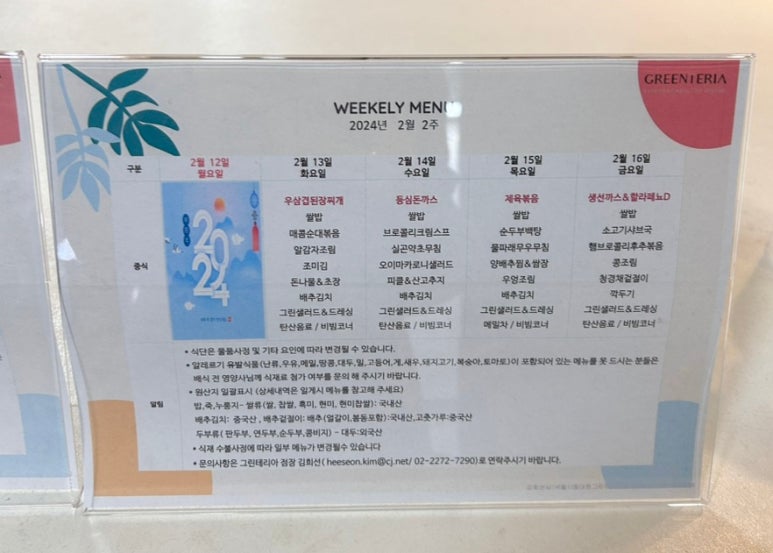 GREENTERIA
WEEKELY MENU
2024년 2월 2주
구분
2월 12일 월요일
2월 13일 화요일
2월 14일 수요일
2월 15일 목요일
2월 16일 금요일
중식
2024
우삼겹된장찌개
쌀밥
매콤순대볶음
알감자조림
조미김
돈나물&초장
배추김치
그린샐러드&드레싱
탄산음료 / 비빔코너
등심돈까스
쌀밥
브로콜리크림스프
실곤약초무침
오이마카로니샐러드
피클&산고추지
배추김치
그린샐러드&드레싱
탄산음료 / 비빔코너
제육볶음
쌀밥
순두부백탕
물파래무우무침
양배추찜&쌈장
우엉조림
배추김치
그린샐러드&드레싱
메밀차 / 비빔코너
생선까스&할라페뇨D
쌀밥
소고기샤브국
햄브로콜리후추볶음
콩조림
청경채겉절이
깍두기
그린샐러드&드레싱
탄산음료 / 비빔코너
알림
• 식단은 물품사정 및 기타 요인에 따라 변경될 수 있습니다.
• 알레르기 유발식품(난류,우유,메밀,땅콩,대두,밀,고등어,게,새우,돼지고기,복숭아,토마토)이 포함되어 있는 메뉴를 못 드시는 분들은
배식 전 영양사님께 식재료 첨가 여부를 문의 해 주시기 바랍니다.
• 원산지 일괄표시 (상세내역은 일게시 메뉴를 참고해 주세요)
밥,죽,누룽지- 쌀류(쌀, 찹쌀, 흑미, 현미, 현미찹쌀): 국내산
배추김치: 중국산 , 배추겉절이: 배추(얼갈이,봄동포함):국내산,고춧가루:중국산
두부류( 판두부, 연두부,순두부,콩비지) - 대두:외국산
• 식재 수불사정에 따라 일부 메뉴가 변경될수 있습니다
• 문의사항은 그린테리아 점장 김희선( heeseon.kim@cj.net/ 02-2272-7290)로 연락주시기 바랍니다.